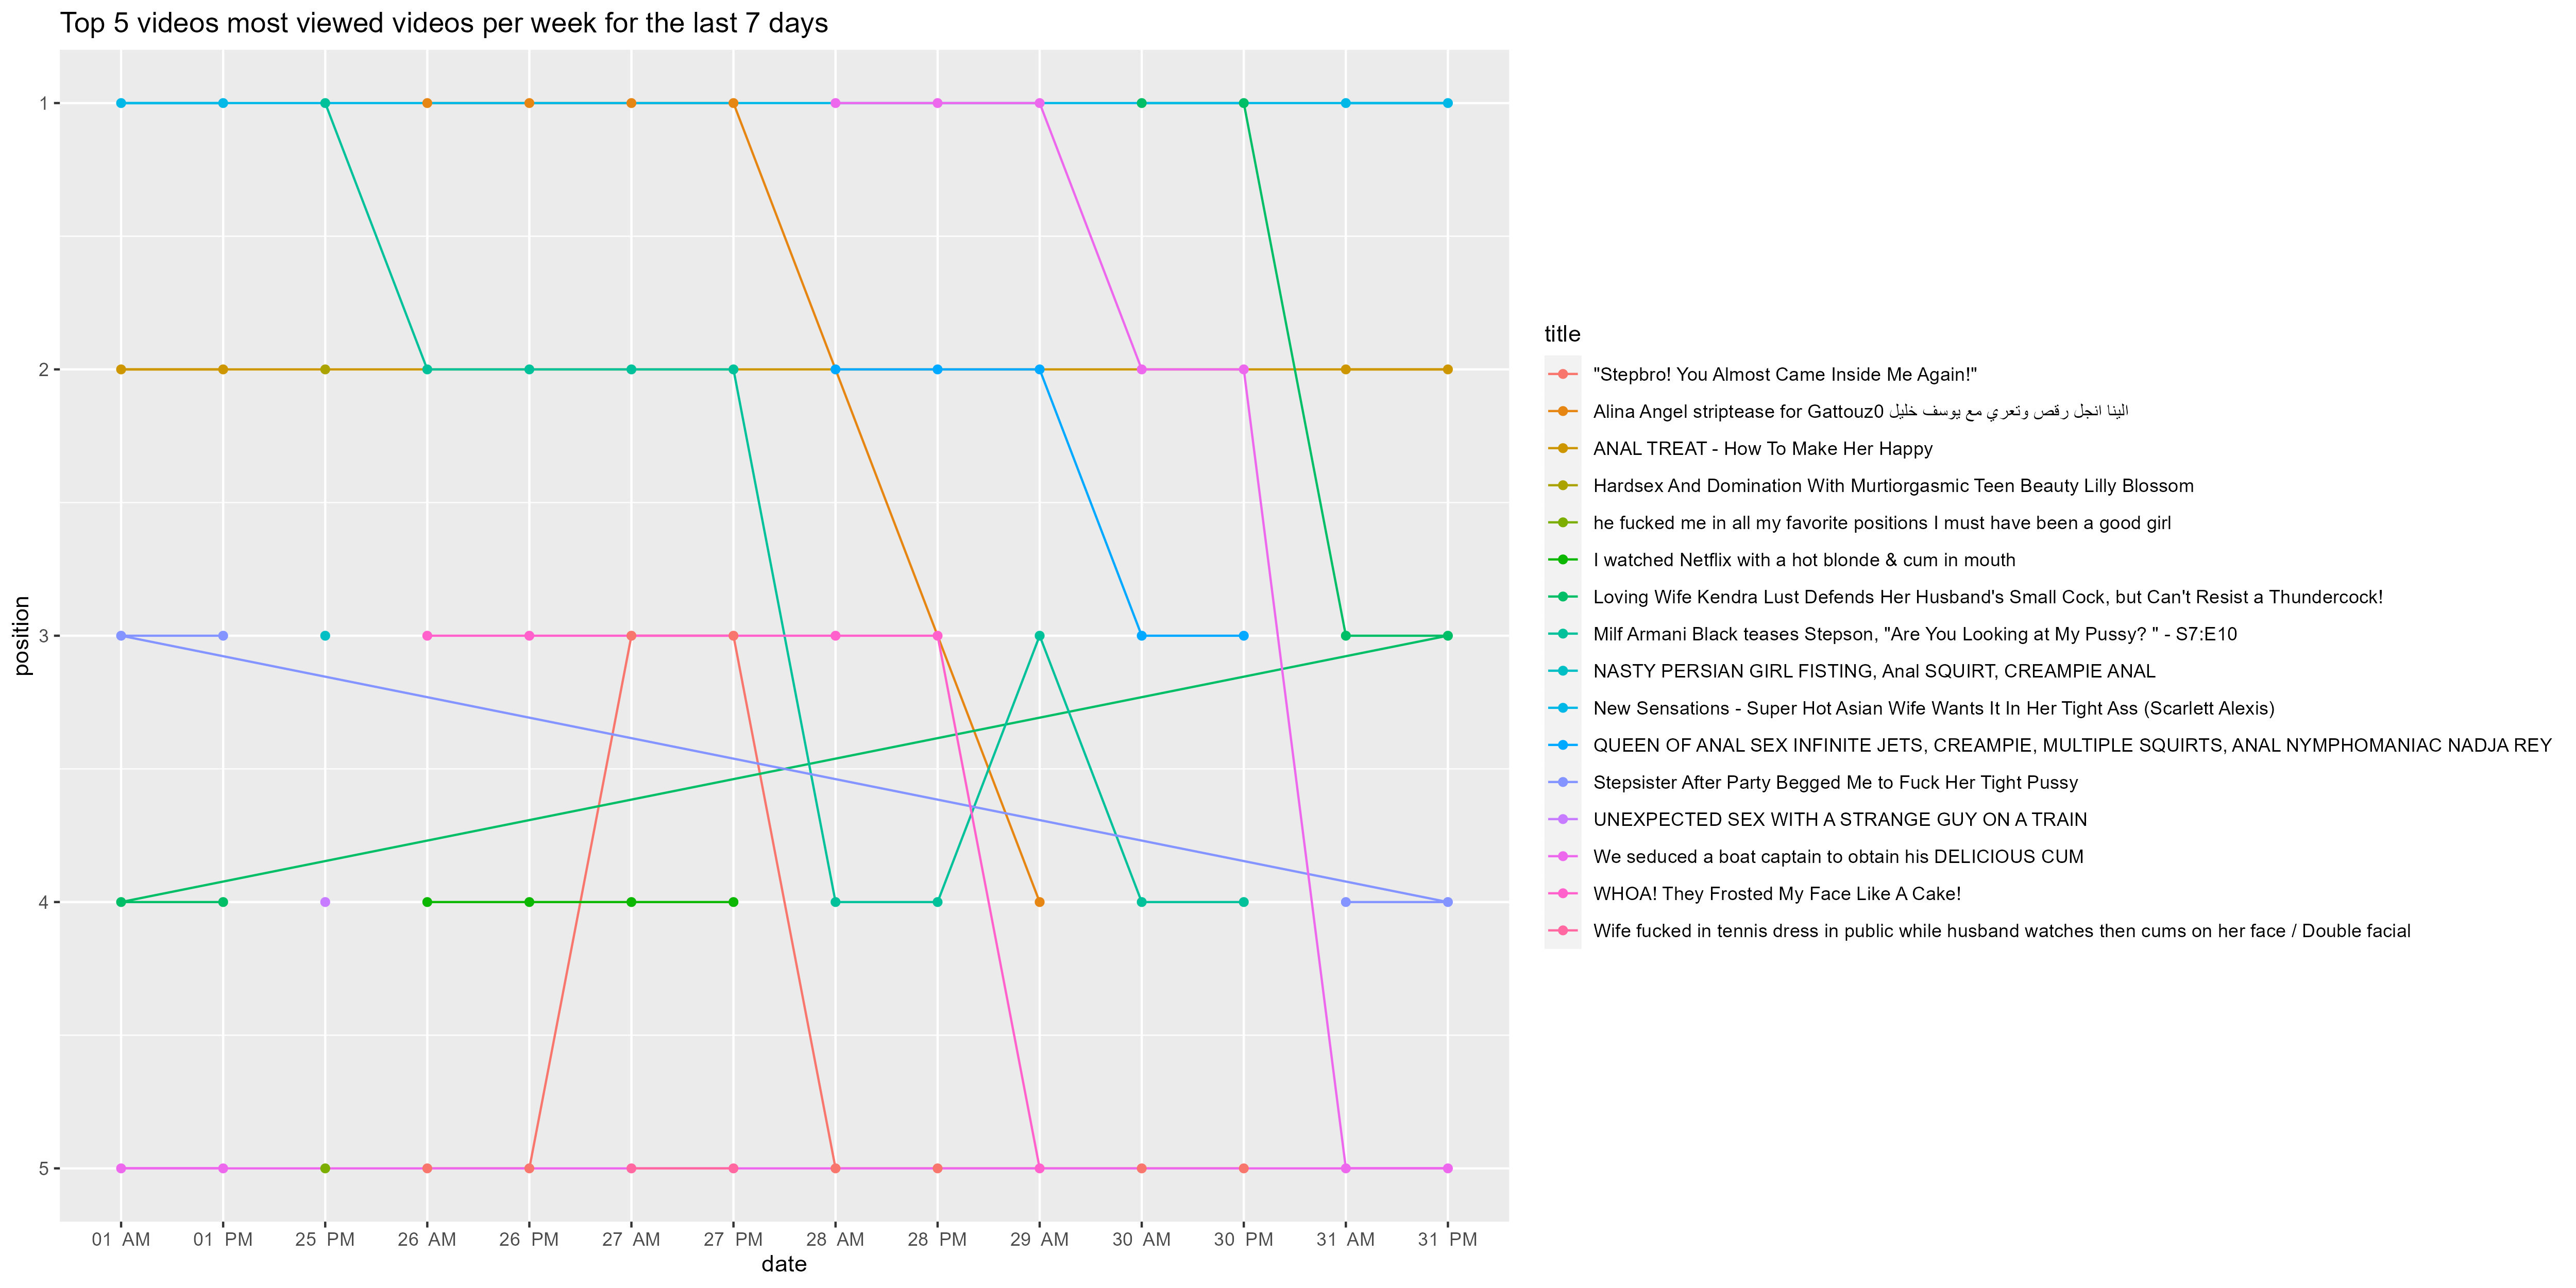 Top 5 videos most viewed videos per week for the last 7 days
position
1
2
3
4
5
01 AM
01 PM
25 PM
26 AM
26 PM
27 AM
27 PM
28 AM
28 PM
29 AM
30 AM
30 PM
31 AM
31 PM
date
title
"Stepbro! You Almost Came Inside Me Again!"
Alina Angel striptease for Gattouz0 الينا انجل رقص وتعري مع يوسف خليل
ANAL TREAT - How To Make Her Happy
Hardsex And Domination With Murtiorgasmic Teen Beauty Lilly Blossom
he fucked me in all my favorite positions I must have been a good girl
I watched Netflix with a hot blonde & cum in mouth
Loving Wife Kendra Lust Defends Her Husband's Small Cock, but Can't Resist a Thundercock!
Milf Armani Black teases Stepson, "Are You Looking at My Pussy? " - S7:E10
NASTY PERSIAN GIRL FISTING, Anal SQUIRT, CREAMPIE ANAL
New Sensations - Super Hot Asian Wife Wants It In Her Tight Ass (Scarlett Alexis)
QUEEN OF ANAL SEX INFINITE JETS, CREAMPIE, MULTIPLE SQUIRTS, ANAL NYMPHOMANIAC NADJA REY
Stepsister After Party Begged Me to Fuck Her Tight Pussy
UNEXPECTED SEX WITH A STRANGE GUY ON A TRAIN
We seduced a boat captain to obtain his DELICIOUS CUM
WHOA! They Frosted My Face Like A Cake!
Wife fucked in tennis dress in public while husband watches then cums on her face / Double facial